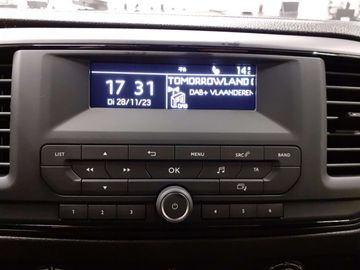 14
17 31
Di 28/11/23
TOMORROWLAND
DAB+ VLAANDEREN
LIST
MENU
SRC
BAND
OK
TA
1 2 3 4 5 6